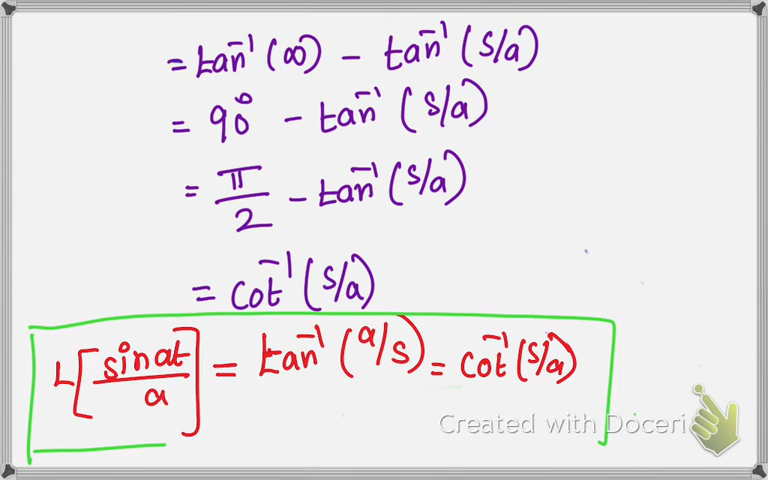 = tan⁻¹(∞) − tan⁻¹(s/a)
= 90° − tan⁻¹(s/a)
= π/2 − tan⁻¹(s/a)
= cot⁻¹(s/a)
L[sin at/a] = tan⁻¹(a/s) = cot⁻¹(s/a)
Created with Doceri